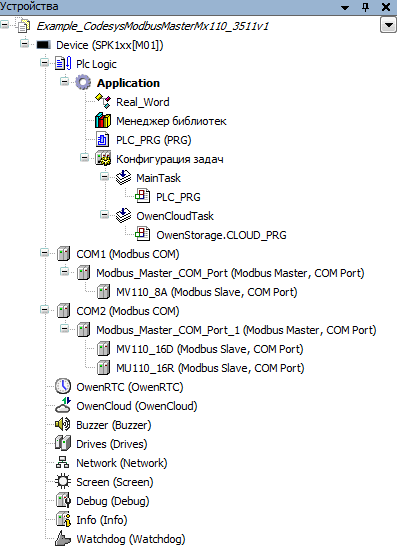 Устройства
Example_CodesysModbusMasterMx110_3511v1
Device (SPK1xx[M01])
Plc Logic
Application
Real_Word
Менеджер библиотек
PLC_PRG (PRG)
Конфигурация задач
MainTask
PLC_PRG
OwenCloudTask
OwenStorage.CLOUD_PRG
COM1 (Modbus COM)
Modbus_Master_COM_Port (Modbus Master, COM Port)
MV110_8A (Modbus Slave, COM Port)
COM2 (Modbus COM)
Modbus_Master_COM_Port_1 (Modbus Master, COM Port)
MV110_16D (Modbus Slave, COM Port)
MU110_16R (Modbus Slave, COM Port)
OwenRTC (OwenRTC)
OwenCloud (OwenCloud)
Buzzer (Buzzer)
Drives (Drives)
Network (Network)
Screen (Screen)
Debug (Debug)
Info (Info)
Watchdog (Watchdog)